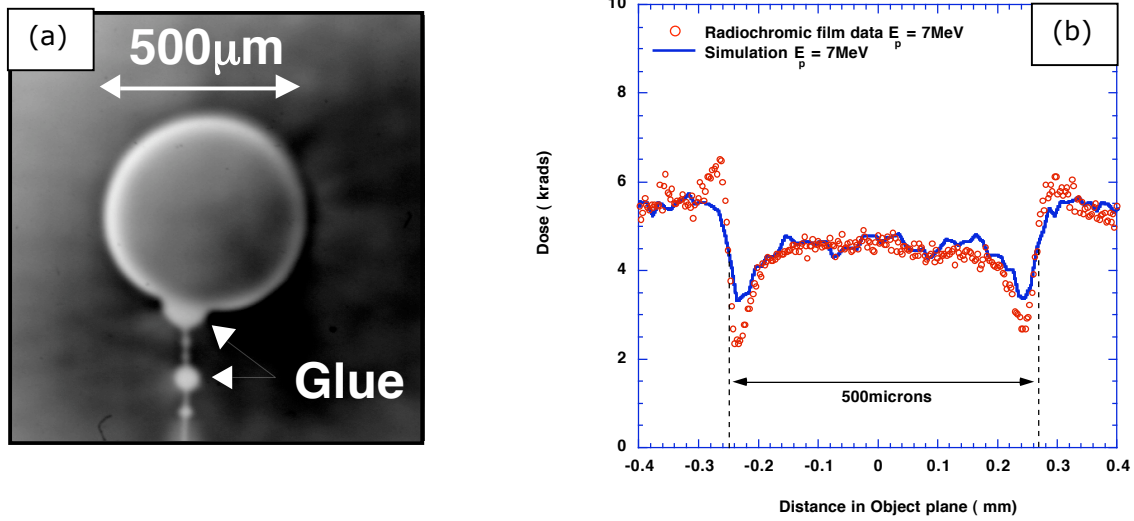 (a)
500μm
Glue
(b)
Radiochromic film data E_p = 7MeV
Simulation E_p = 7MeV
10
8
6
4
2
0
Dose ( krads)
500microns
-0.4 -0.3 -0.2 -0.1 0 0.1 0.2 0.3 0.4
Distance in Object plane ( mm)